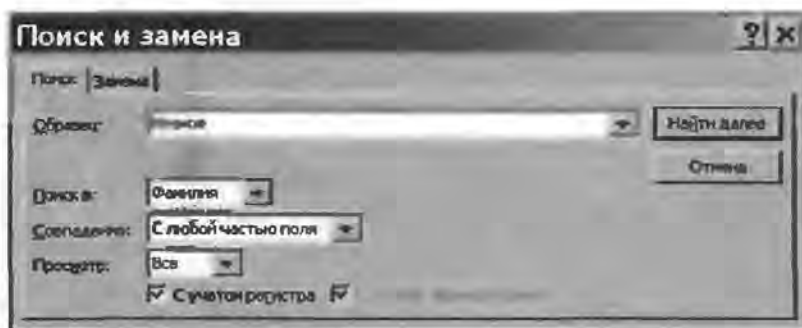 Поиск и замена
Поиск Замена
Образец: Найти далее
Отмена
Поиск в: Фамилия
Совпадение: С любой частью поля
Просмотр: Все
С учетом регистра